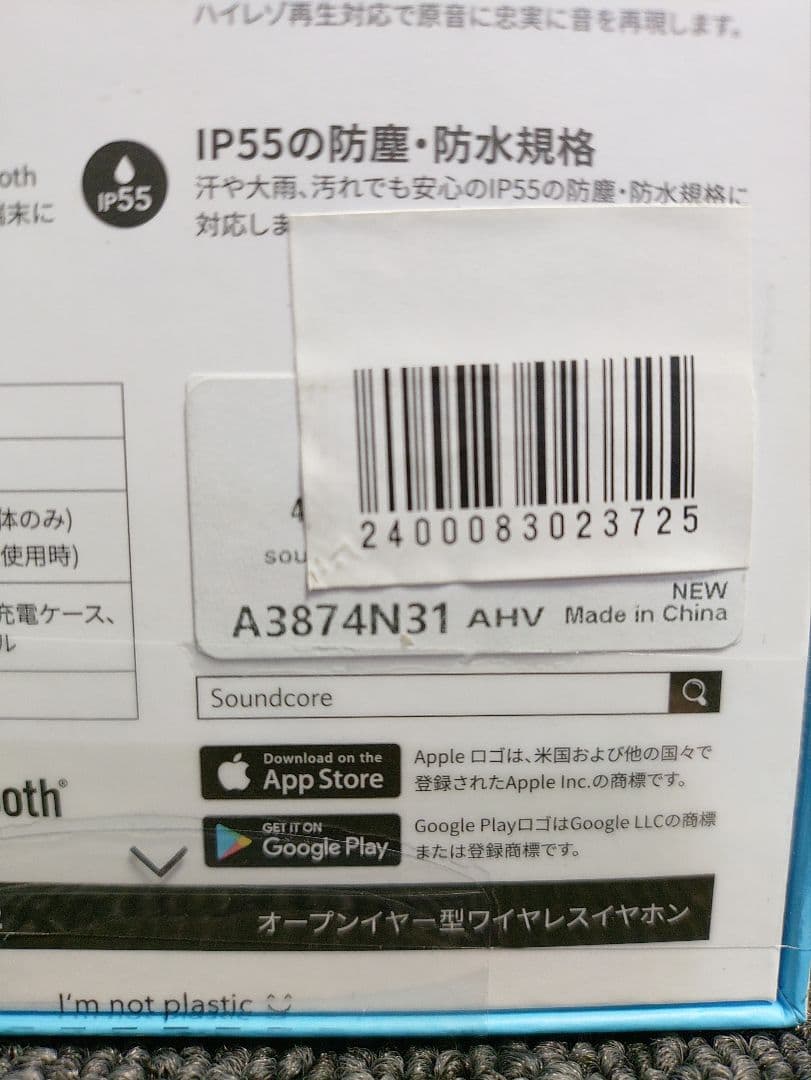 ハイレゾ再生対応で原音に忠実に音を再現します。
IP55の防塵・防水規格
IP55
汗や大雨、汚れでも安心のIP55の防塵・防水規格に
対応しま
oth
端末に
2400083023725
4
sou
体のみ)
使用時)
充電ケース、
ル
NEW
A3874N31 AHV Made in China
Soundcore
Download on the
App Store
Apple ロゴは、米国および他の国々で
登録されたApple Inc.の商標です。
GET IT ON
Google Play
Google PlayロゴはGoogle LLCの商標
または登録商標です。
oth®
オープンイヤー型ワイヤレスイヤホン
I'm not plastic